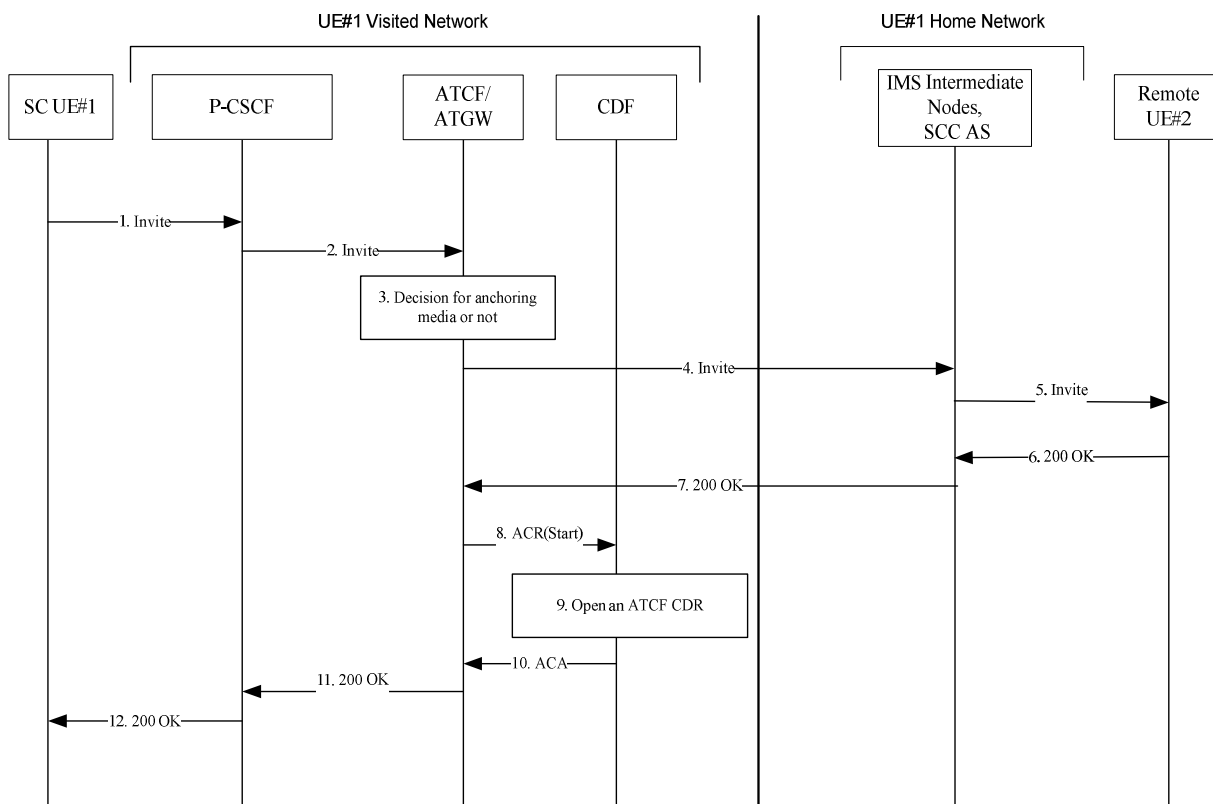 UE#1 Visited Network
UE#1 Home Network
SC UE#1
P-CSCF
ATCF/
ATGW
CDF
IMS Intermediate
Nodes,
SCC AS
Remote
UE#2
1. Invite
2. Invite
3. Decision for anchoring
media or not
4. Invite
5. Invite
6. 200 OK
7. 200 OK
8. ACR(Start)
9. Open an ATCF CDR
10. ACA
11. 200 OK
12. 200 OK